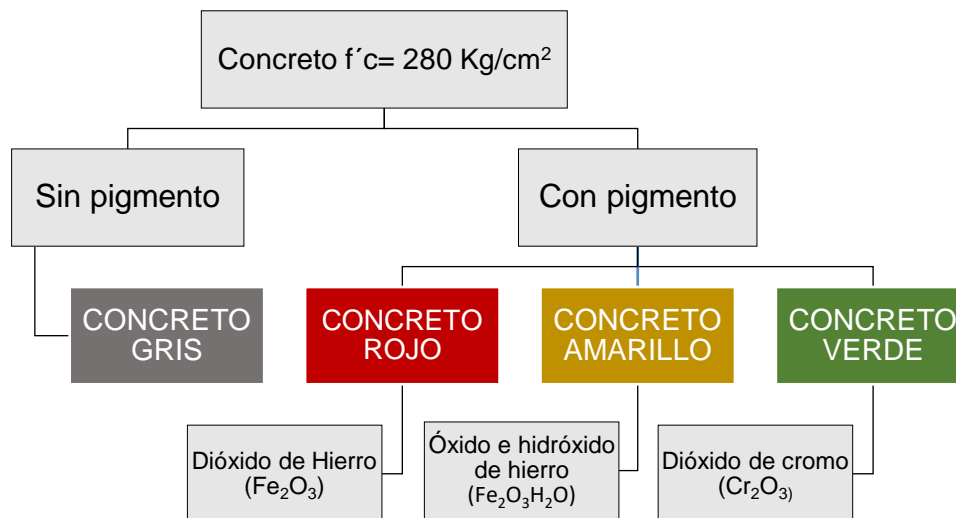 Concreto f´c= 280 Kg/cm²
Sin pigmento
Con pigmento
CONCRETO
GRIS
CONCRETO
ROJO
CONCRETO
AMARILLO
CONCRETO
VERDE
Dióxido de Hierro
(Fe₂O₃)
Óxido e hidróxido
de hierro
(Fe₂O₃H₂O)
Dióxido de cromo
(Cr₂O₃)